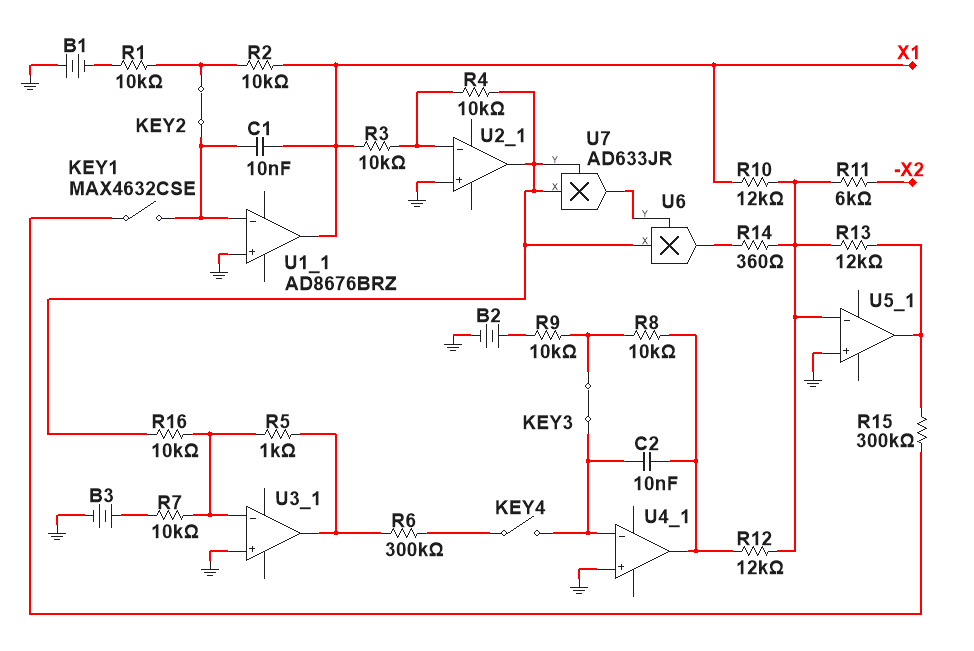 B1
R1
10kΩ
R2
10kΩ
X1
KEY2
C1
10nF
R3
10kΩ
R4
10kΩ
U2_1
U7
AD633JR
Y
X
KEY1
MAX4632CSE
U1_1
AD8676BRZ
U6
Y
X
R10
12kΩ
R11
6kΩ
-X2
R14
360Ω
R13
12kΩ
U5_1
B2
R9
10kΩ
R8
10kΩ
KEY3
C2
10nF
R15
300kΩ
R16
10kΩ
R5
1kΩ
B3
R7
10kΩ
U3_1
R6
300kΩ
KEY4
U4_1
R12
12kΩ